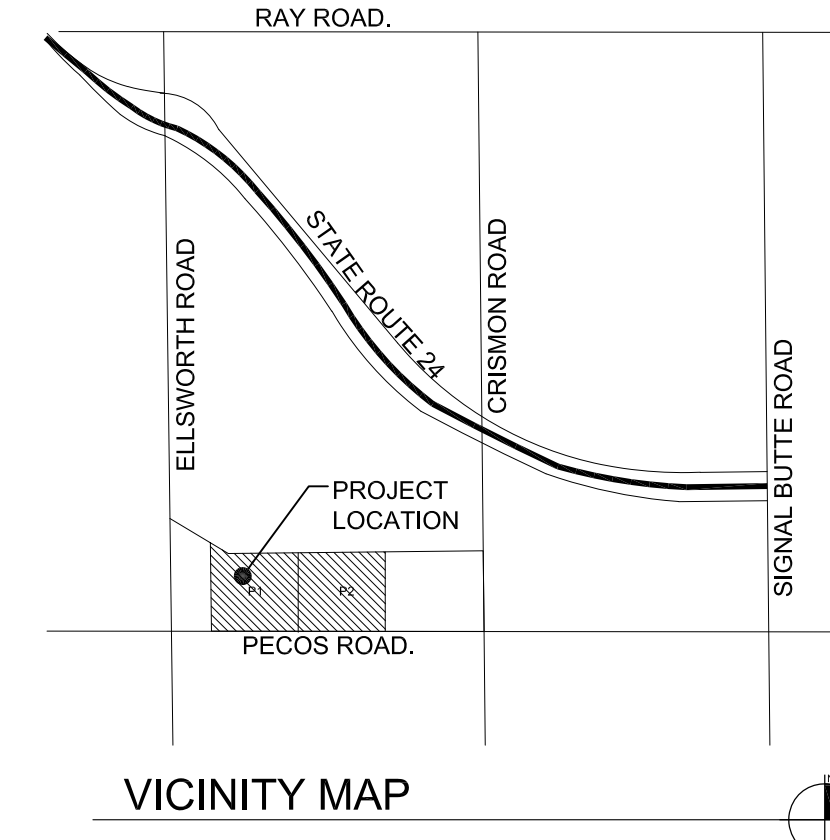 RAY ROAD.
STATE ROUTE 24
ELLSWORTH ROAD
CRISMON ROAD
SIGNAL BUTTE ROAD
PROJECT
LOCATION
P1
P2
PECOS ROAD.
VICINITY MAP